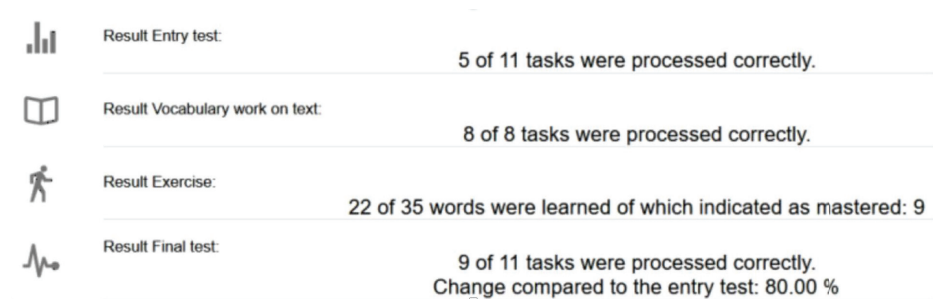 Result Entry test:
5 of 11 tasks were processed correctly.
Result Vocabulary work on text:
8 of 8 tasks were processed correctly.
Result Exercise:
22 of 35 words were learned of which indicated as mastered: 9
Result Final test:
9 of 11 tasks were processed correctly.
Change compared to the entry test: 80.00 %